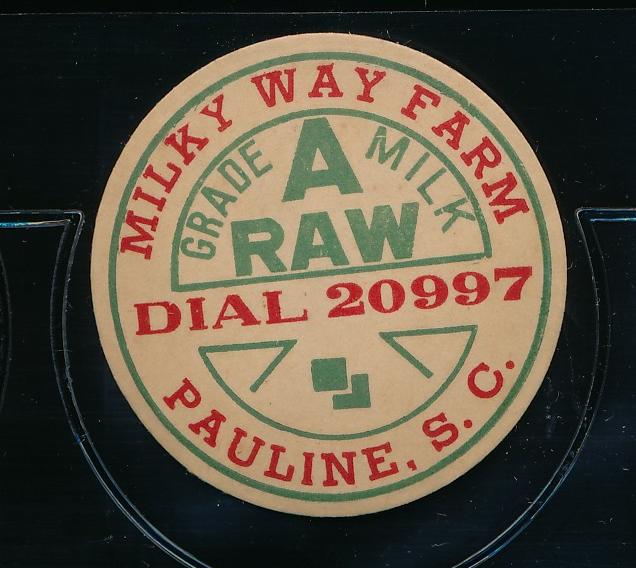 MILKY WAY FARM
GRADE A MILK
RAW
DIAL 20997
PAULINE, S. C.